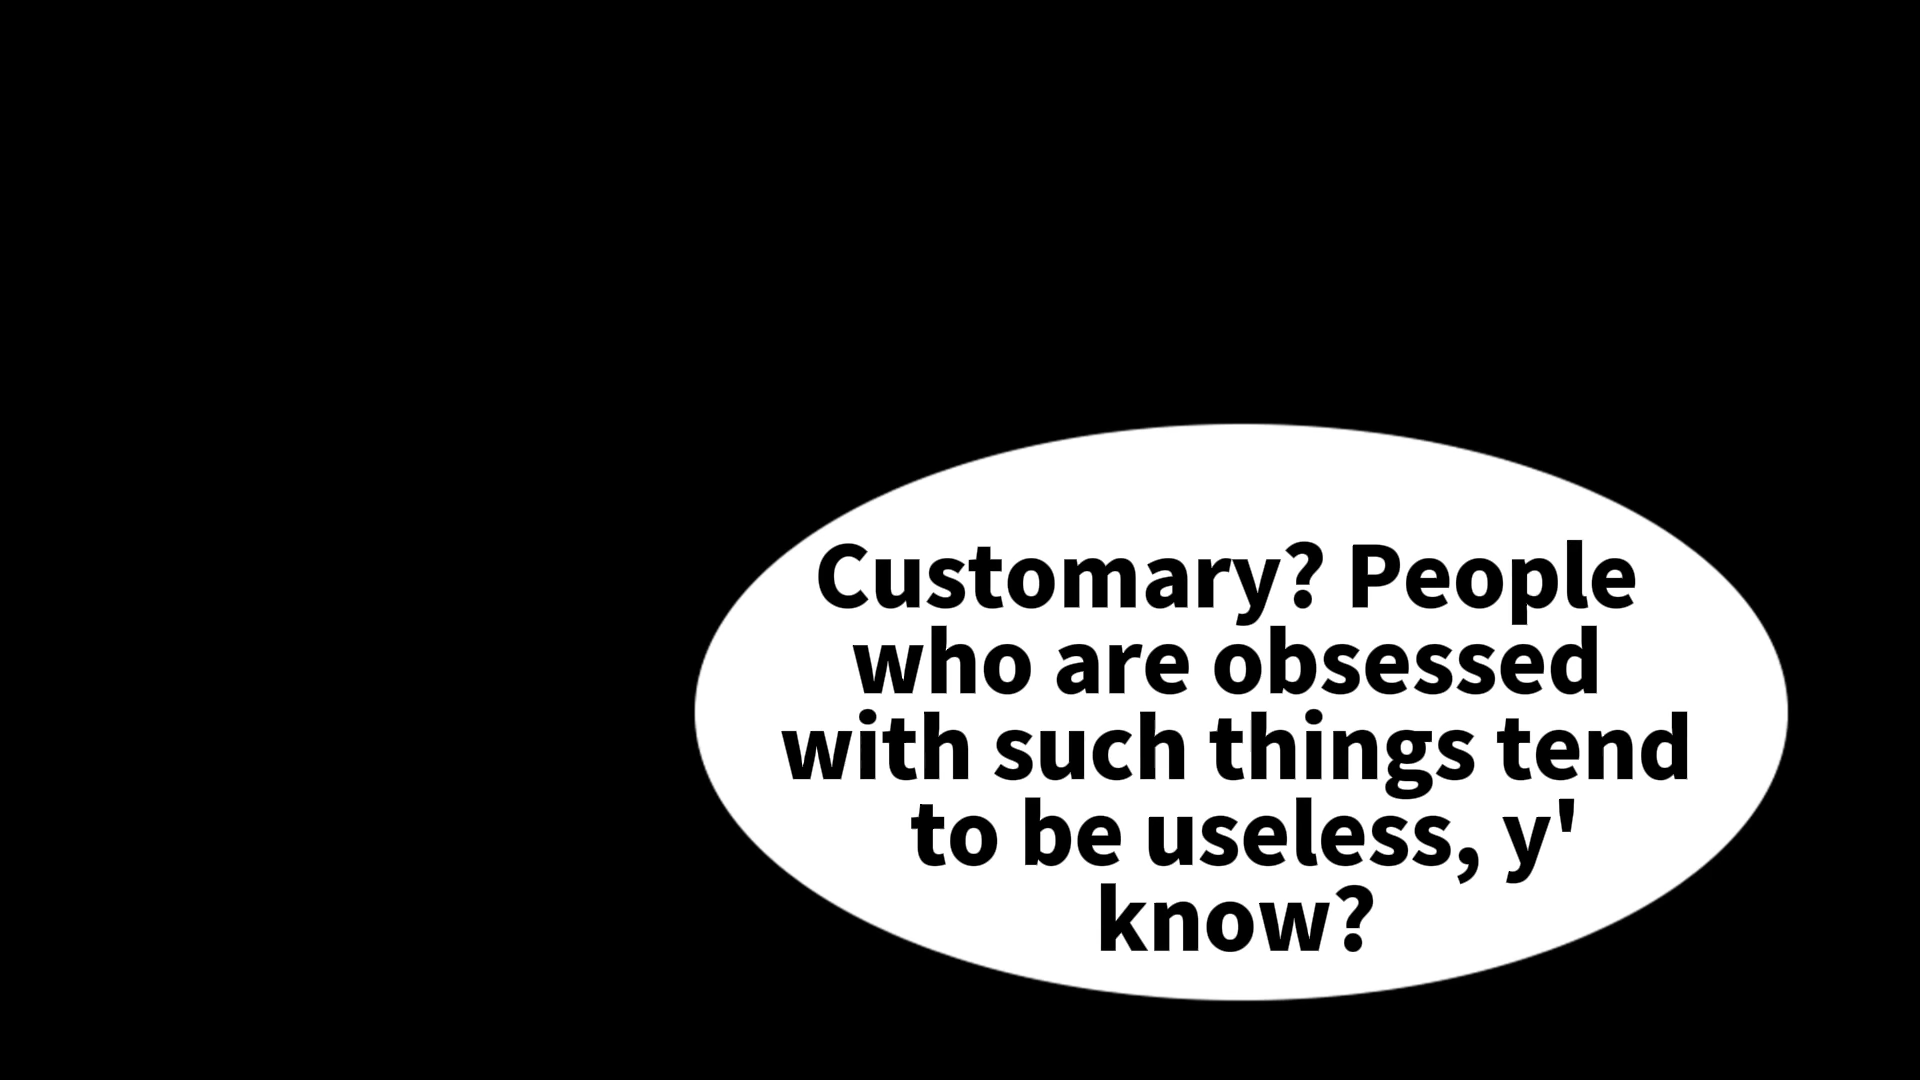 Customary? People
who are obsessed
with such things tend
to be useless, y'
know?